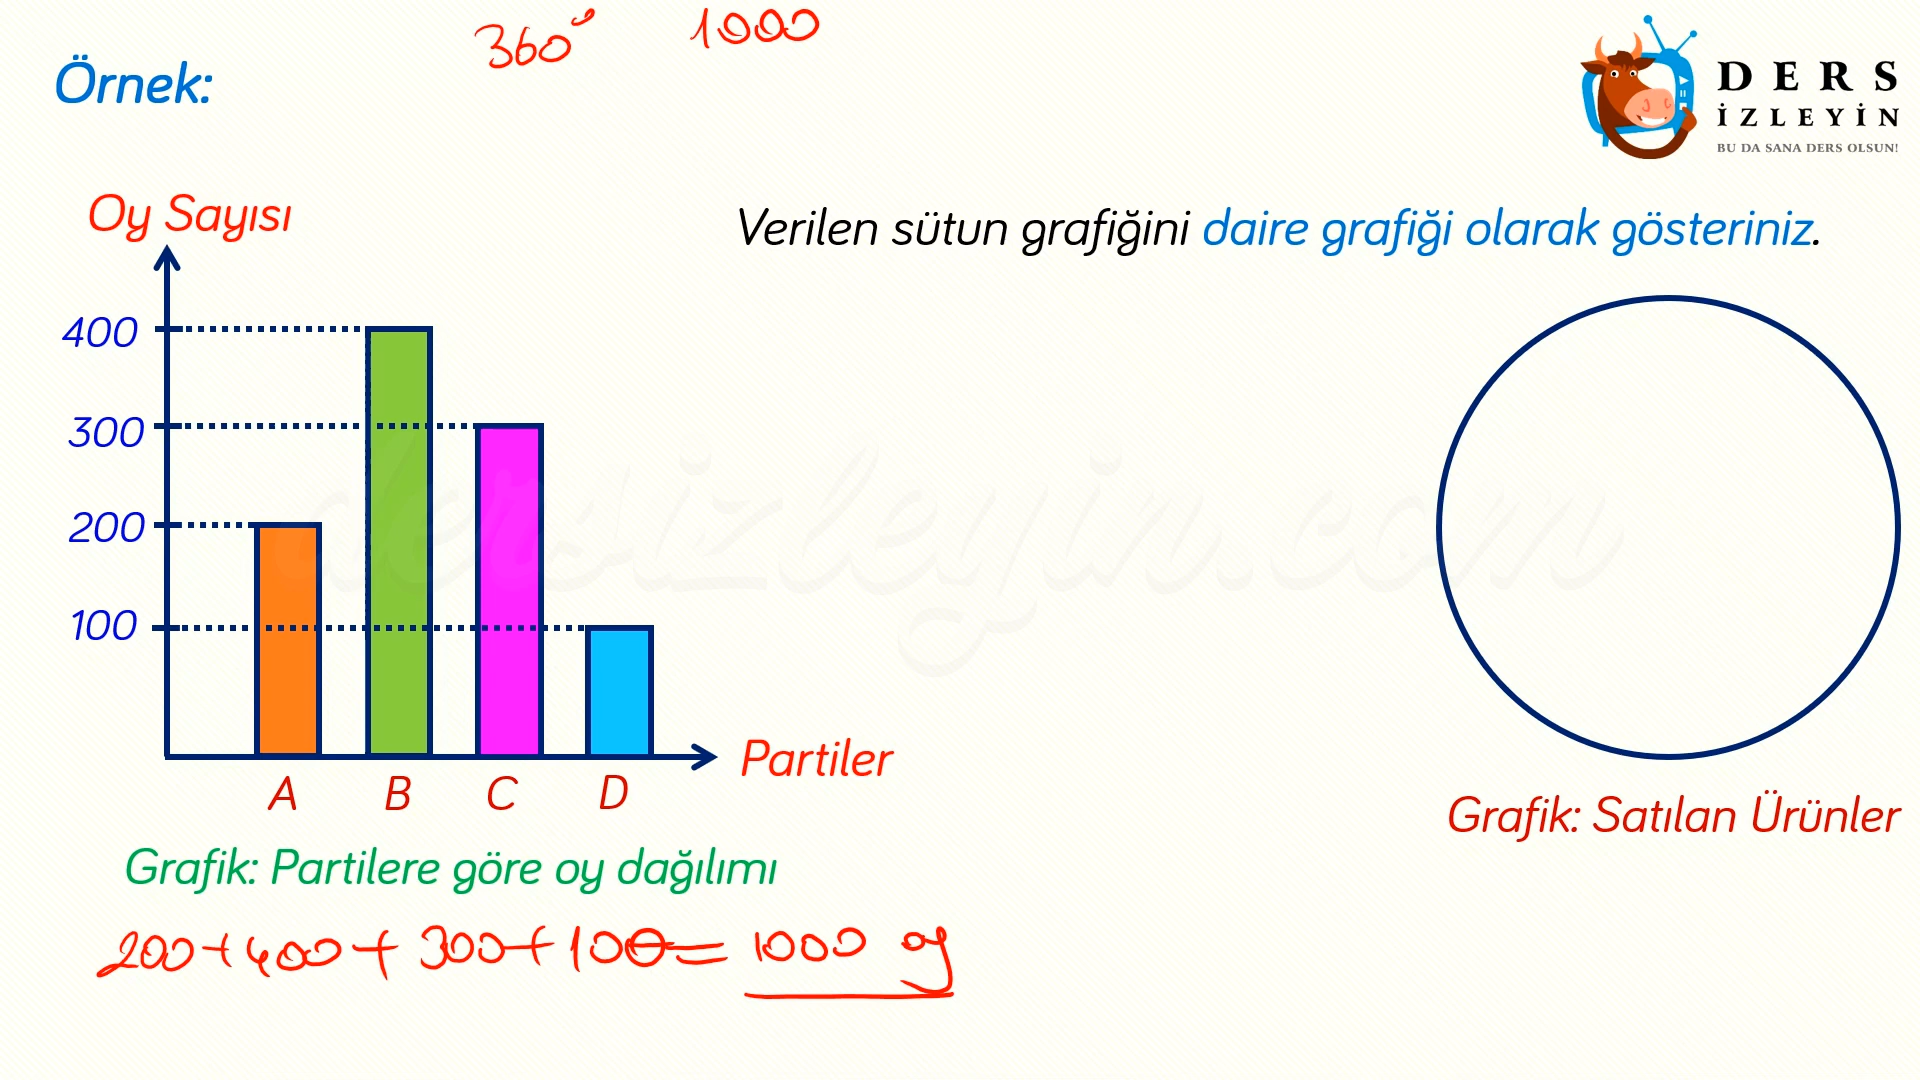 360° 1000
Örnek:
DERS
İZLEYİN
BU DA SANA DERS OLSUN!
Oy Sayısı
Verilen sütun grafiğini daire grafiği olarak gösteriniz.
400
300
200
100
dersizleyin.com
Partiler
A B C D
Grafik: Satılan Ürünler
Grafik: Partilere göre oy dağılımı
200+400+300+100=1000 oy